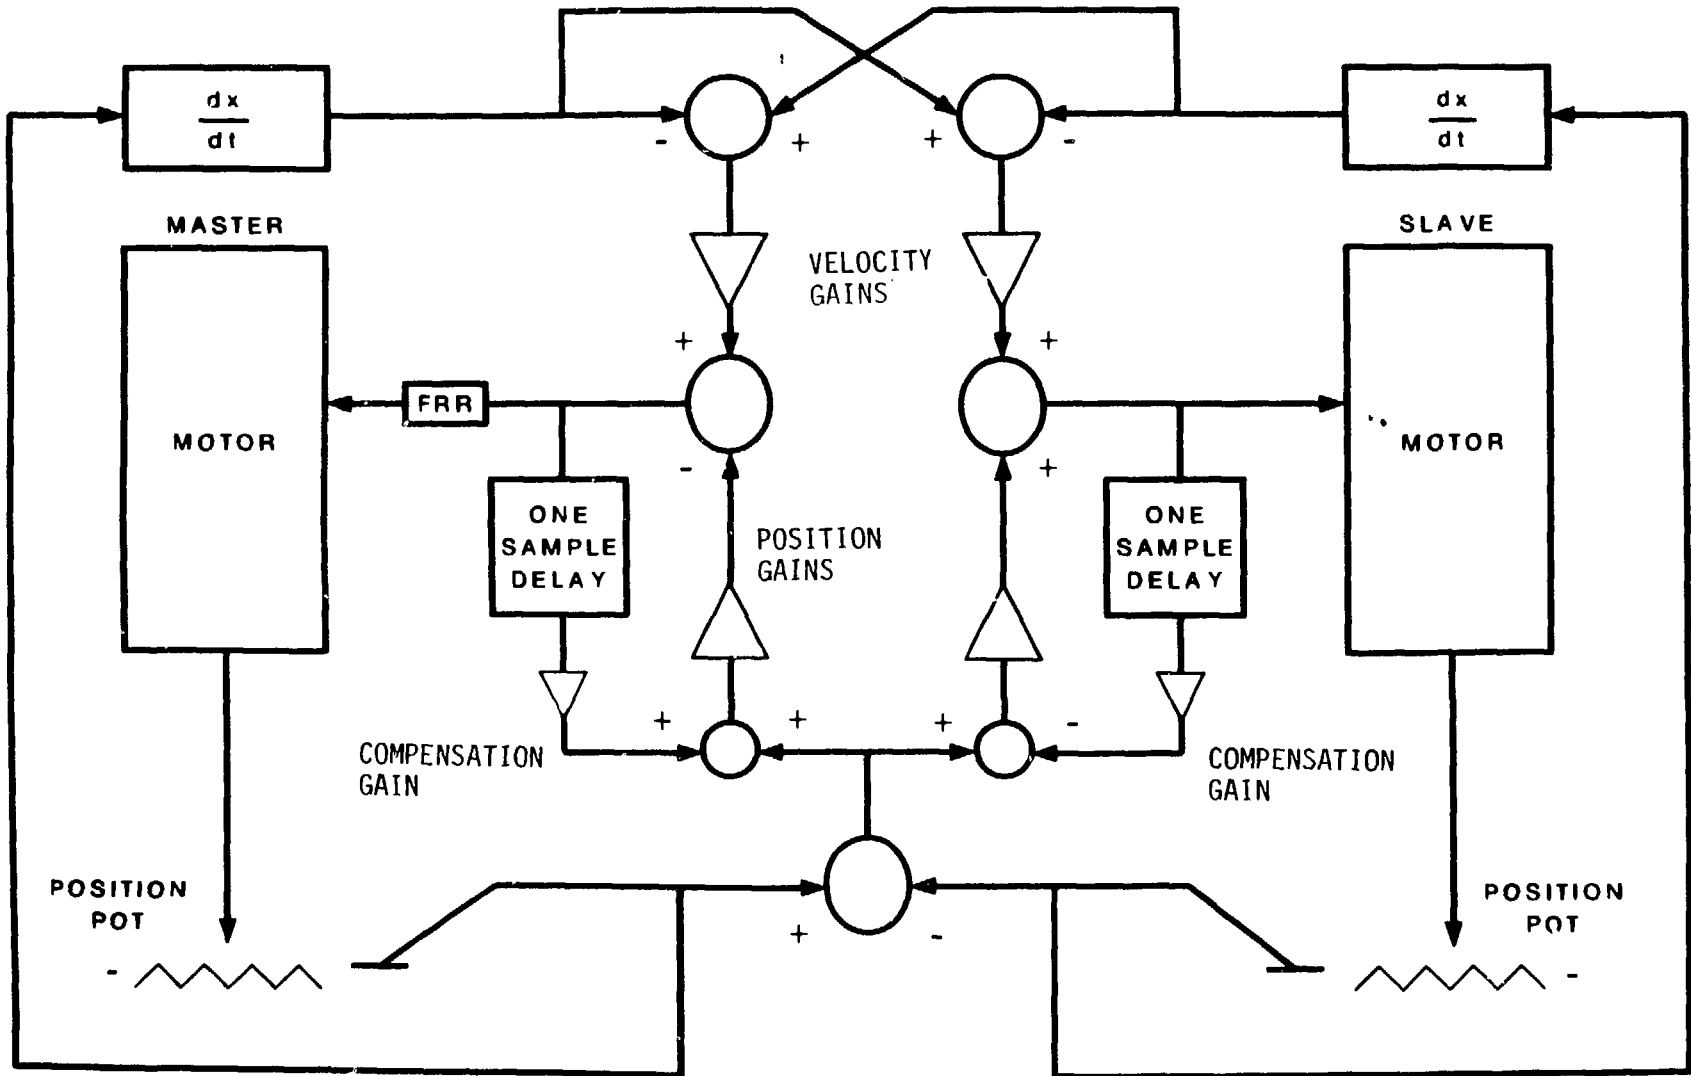 dx
dt
- + + -
dx
dt
MASTER
SLAVE
VELOCITY
GAINS
+ +
FRR
MOTOR
MOTOR
- +
ONE
SAMPLE
DELAY
POSITION
GAINS
ONE
SAMPLE
DELAY
+ + + -
COMPENSATION
GAIN
COMPENSATION
GAIN
POSITION
POT
POSITION
POT
+ -
- -